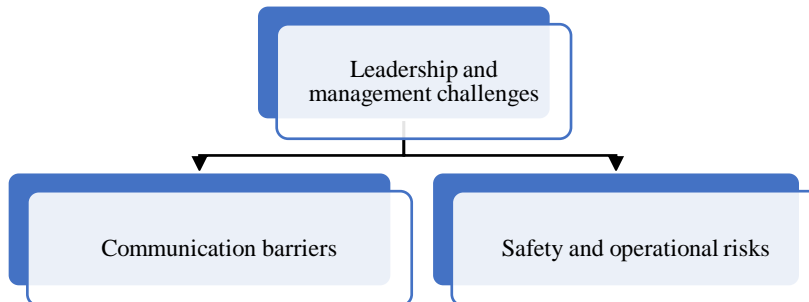 Leadership and
management challenges
Communication barriers
Safety and operational risks